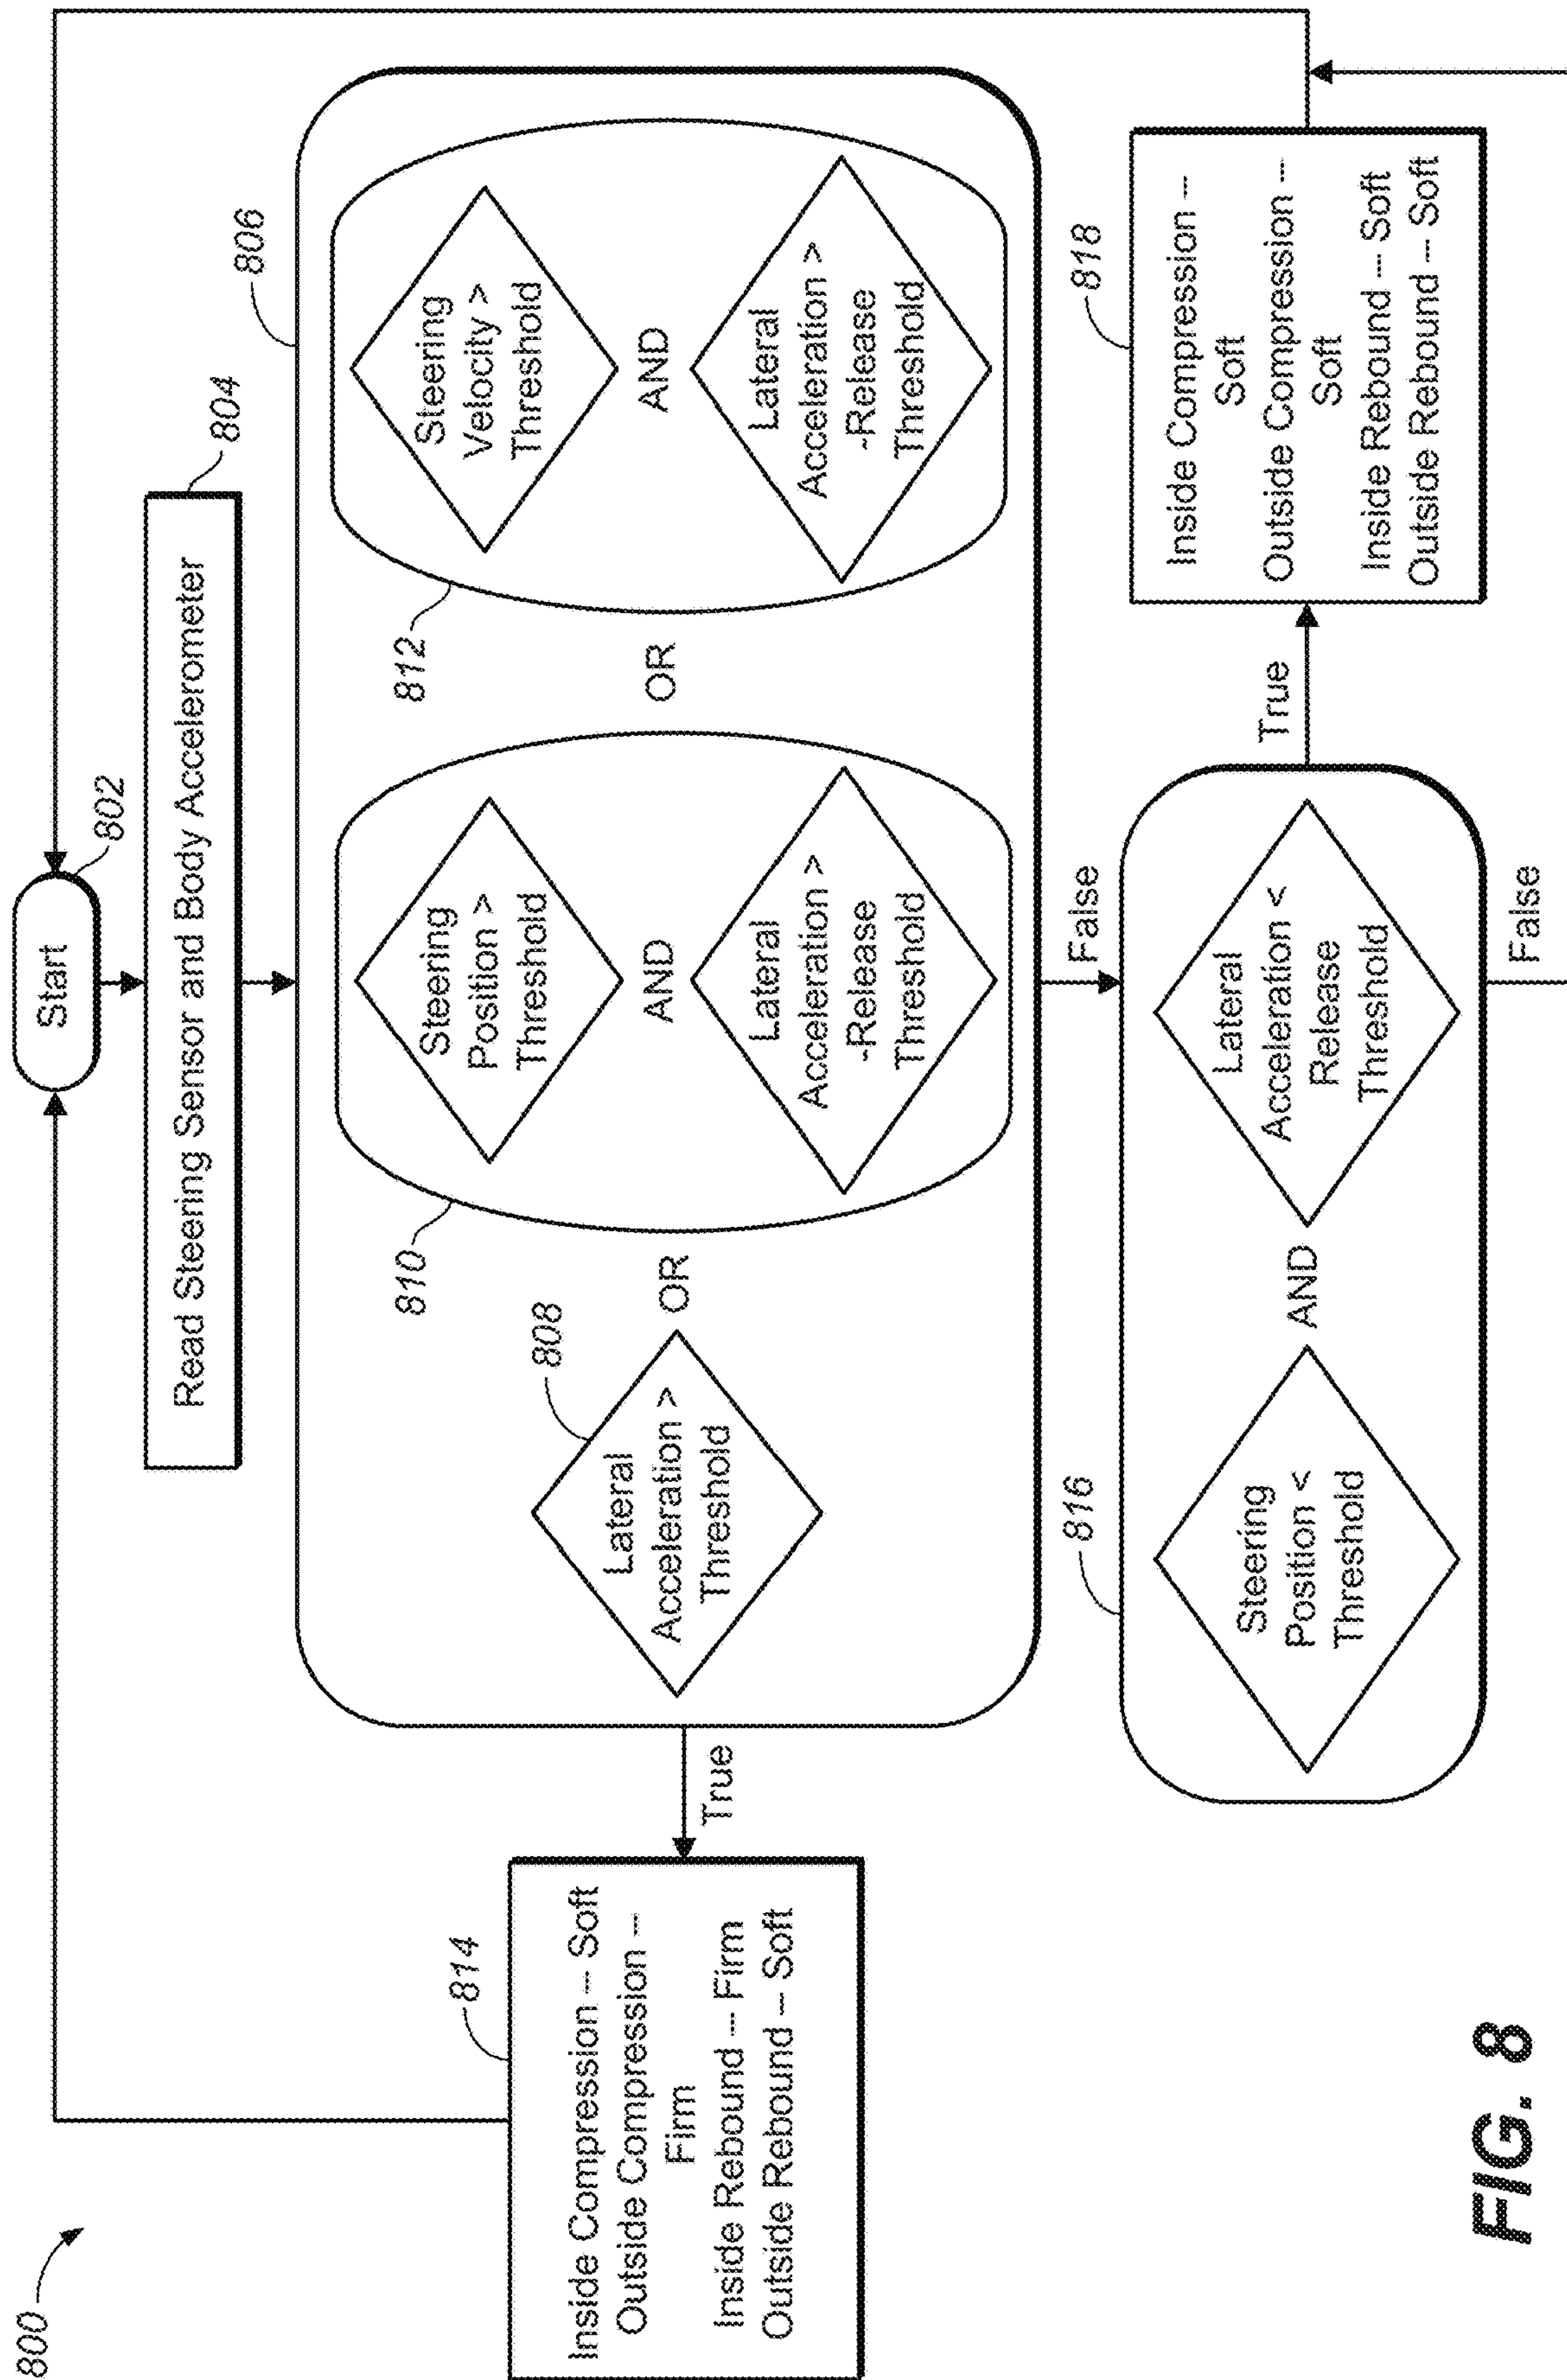 800
Start
802
Read Steering Sensor and Body Accelerometer
804
806
808
Lateral
Acceleration >
Threshold
OR
810
Steering
Position >
Threshold
AND
Lateral
Acceleration >
-Release
Threshold
OR
812
Steering
Velocity >
Threshold
AND
Lateral
Acceleration >
-Release
Threshold
True
814
Inside Compression – Soft
Outside Compression –
Firm
Inside Rebound – Firm
Outside Rebound – Soft
False
816
Steering
Position <
Threshold
AND
Lateral
Acceleration <
Release
Threshold
True
818
Inside Compression –
Soft
Outside Compression –
Soft
Inside Rebound – Soft
Outside Rebound – Soft
False
FIG. 8